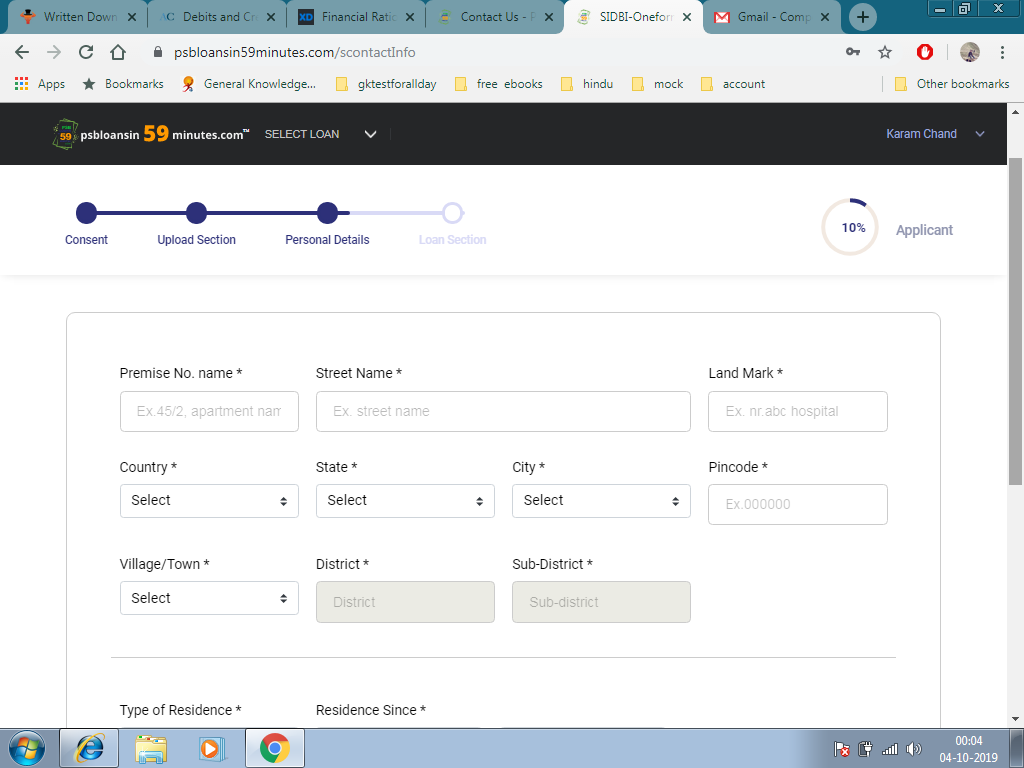 Written Down
Debits and Cr
Financial Ratio
Contact Us - P
SIDBI-Oneform
Gmail - Comp
psbloansin59minutes.com/scontactInfo
Apps
Bookmarks
General Knowledge...
gktestforallday
free ebooks
hindu
mock
account
Other bookmarks
psbloansin 59 minutes.com™
SELECT LOAN
Karam Chand
Consent
Upload Section
Personal Details
Loan Section
10%
Applicant
Premise No. name *
Street Name *
Land Mark *
Ex.45/2, apartment nam
Ex. street name
Ex. nr.abc hospital
Country *
State *
City *
Pincode *
Select
Select
Select
Ex.000000
Village/Town *
District *
Sub-District *
Select
District
Sub-district
Type of Residence *
Residence Since *
00:04
04-10-2019